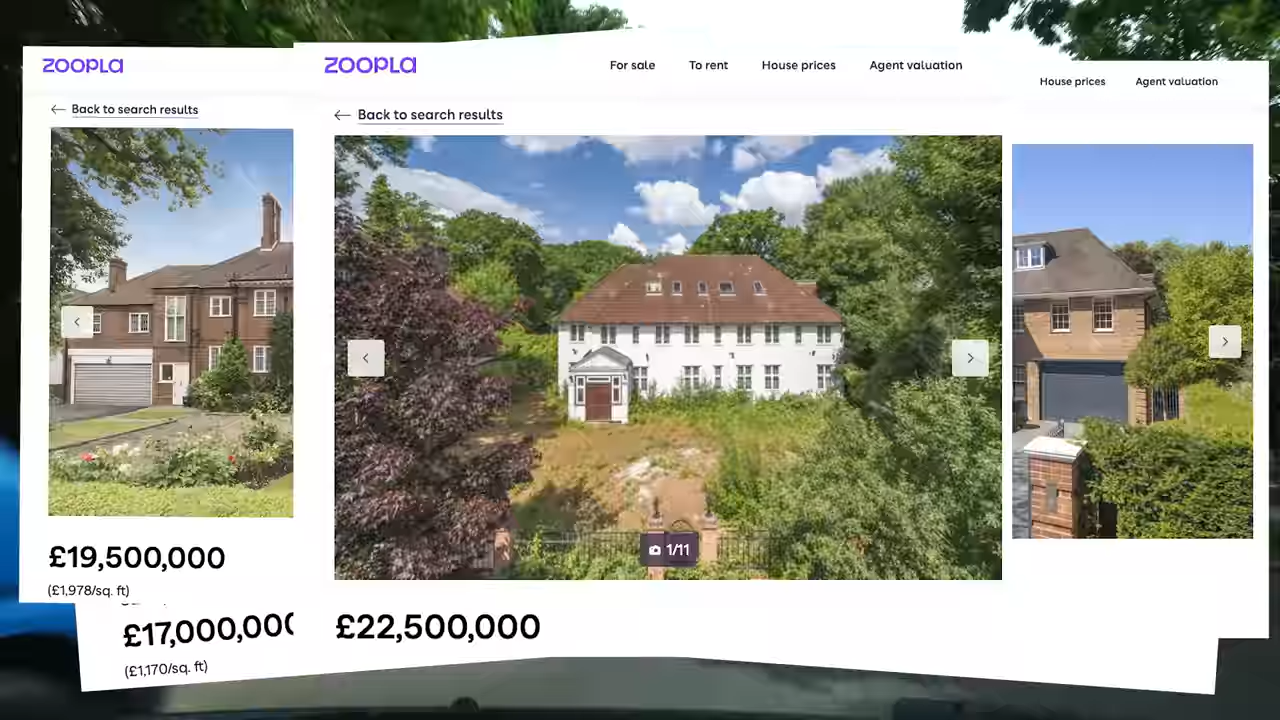 ZOOPLA
Back to search results
£19,500,000
(£1,978/sq. ft)
£17,000,000
(£1,170/sq. ft)
ZOOPLA
For sale To rent House prices Agent valuation
Back to search results
1/11
£22,500,000
House prices Agent valuation